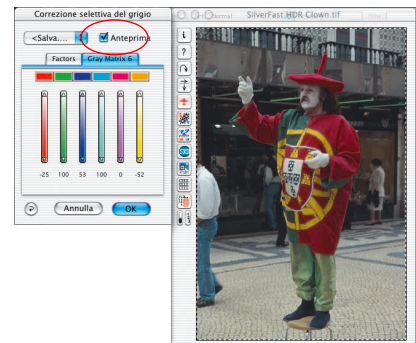 Correzione selettiva del grigio
<Salva.... Anteprima
Factors Gray Matrix 6
-25 100 53 100 0 -52
Annulla OK
Normal SilverFast HDR Clown.tif
i
?